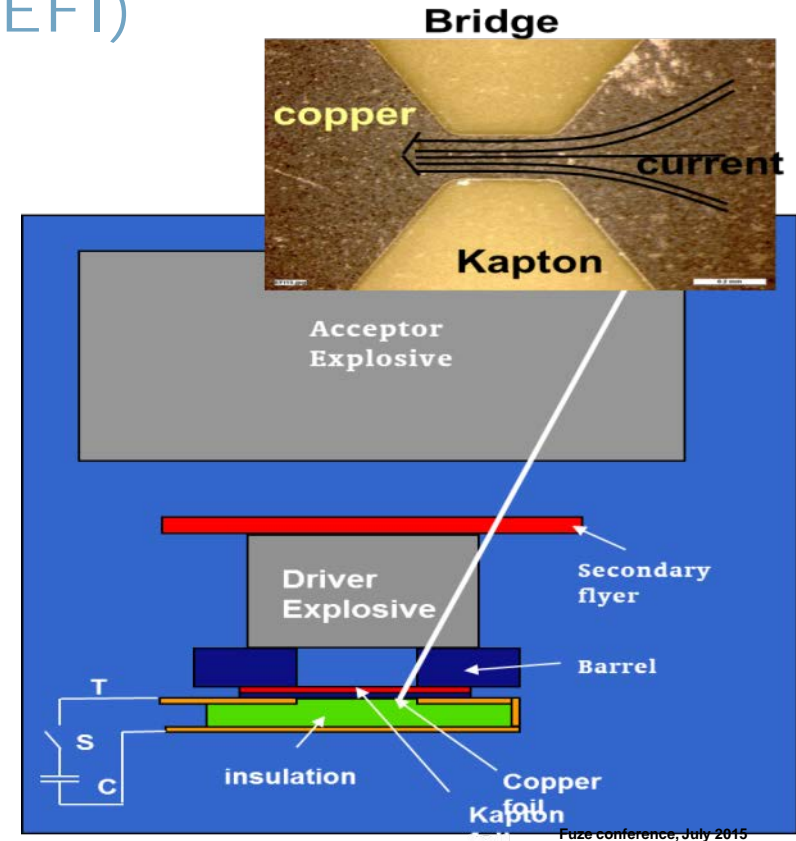 EFI)
Bridge
copper
current
Kapton
Acceptor
Explosive
Secondary
flyer
Driver
Explosive
Barrel
T
S
C
insulation
Copper
foil
Kapton
Fuze conference, July 2015